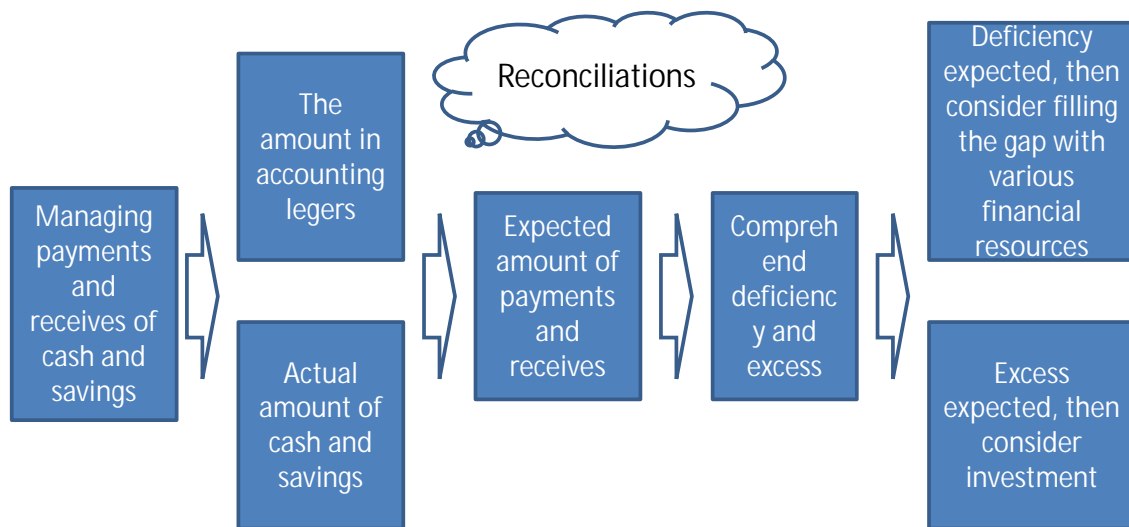 Managing
payments
and
receives of
cash and
savings
The
amount in
accounting
legers
Actual
amount of
cash and
savings
Reconciliations
Expected
amount of
payments
and
receives
Compreh
end
deficienc
y and
excess
Deficiency
expected, then
consider filling
the gap with
various
financial
resources
Excess
expected, then
consider
investment